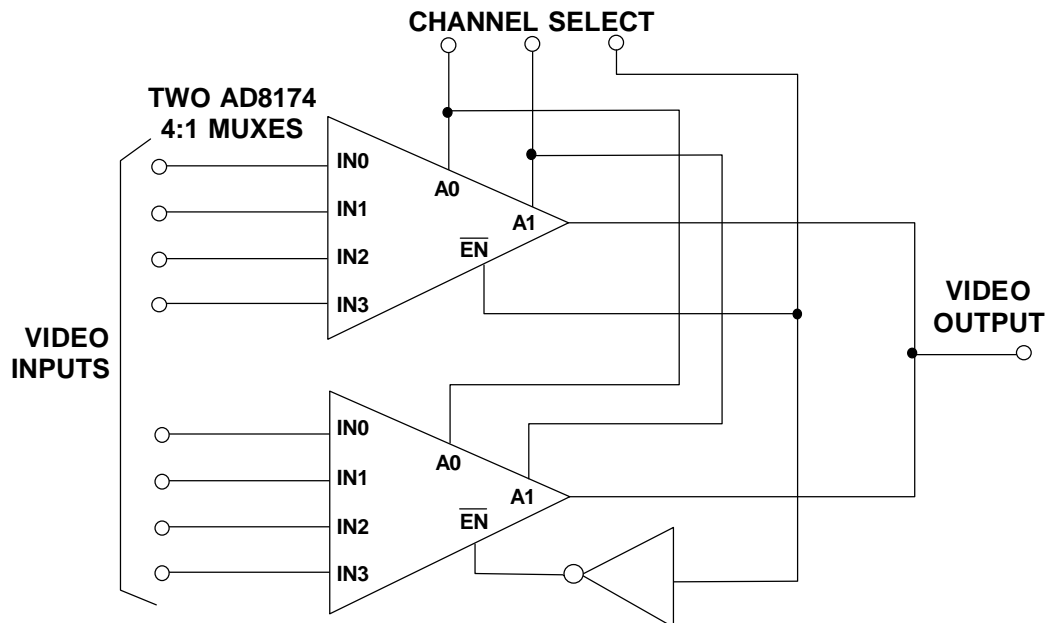 CHANNEL SELECT
TWO AD8174
4:1 MUXES
IN0
IN1
IN2
IN3
A0
A1
EN
VIDEO
INPUTS
VIDEO
OUTPUT
IN0
IN1
IN2
IN3
A0
A1
EN